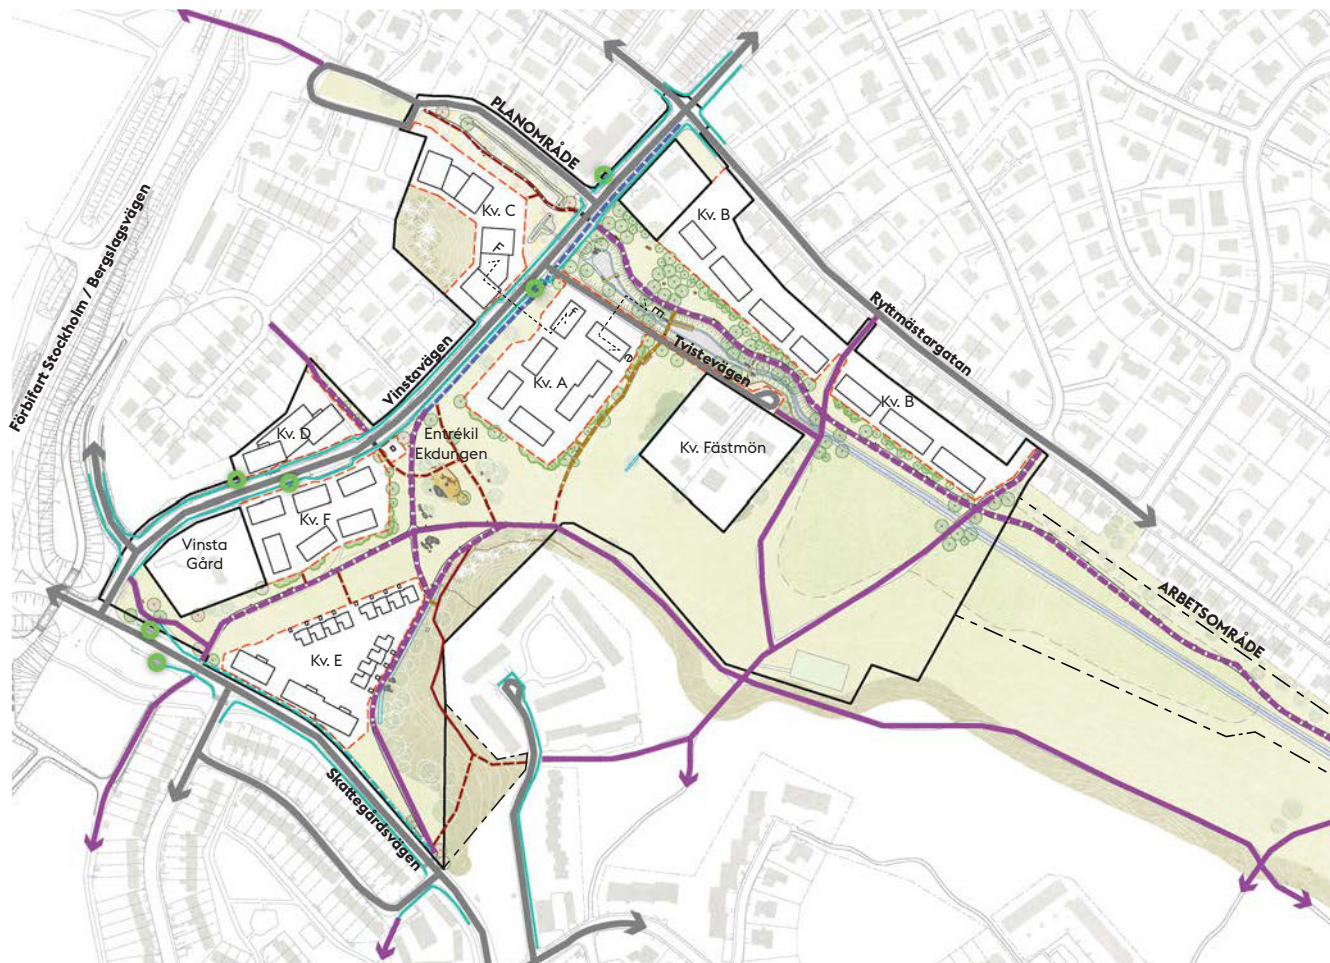 PLANOMRÅDE
Kv. C
F
Kv. B
Förbifart Stockholm / Bergslagsvägen
Ryttmästargatan
Vinstavägen
f
E
e
Tvistevägen
Kv. A
Kv. B
Kv. D
Entrékil
Ekdungen
Kv. Fästmön
Kv. F
Vinsta
Gård
ARBETSOMRÅDE
Kv. E
Skattegårdsvägen